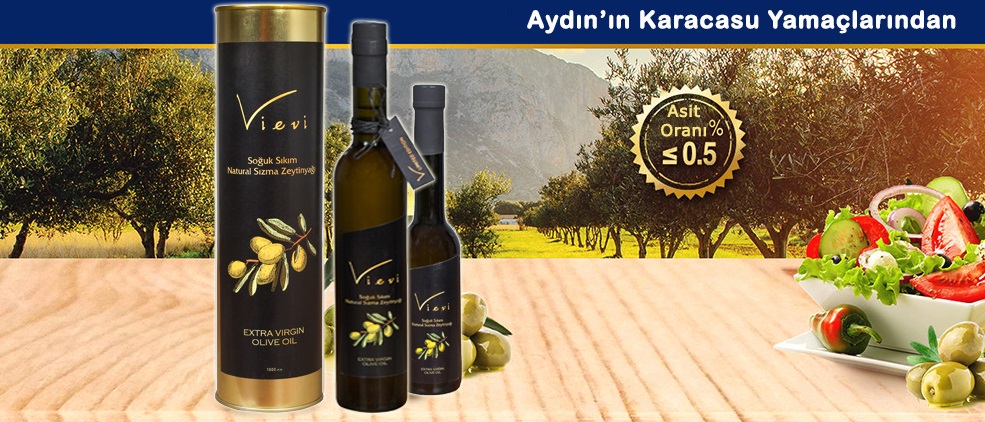 Aydın'ın Karacasu Yamaçlarından
Asit
Oranı %
≤ 0.5
Vievi
Soğuk Sıkım
Natural Sızma Zeytinyağı
EXTRA VIRGIN
OLIVE OIL
Vievi
Vievi
Soğuk Sıkım
Natural Sızma Zeytinyağı
EXTRA VIRGIN
OLIVE OIL
Vievi
Soğuk Sıkım
Natural Sızma Zeytinyağı
EXTRA VIRGIN
OLIVE OIL